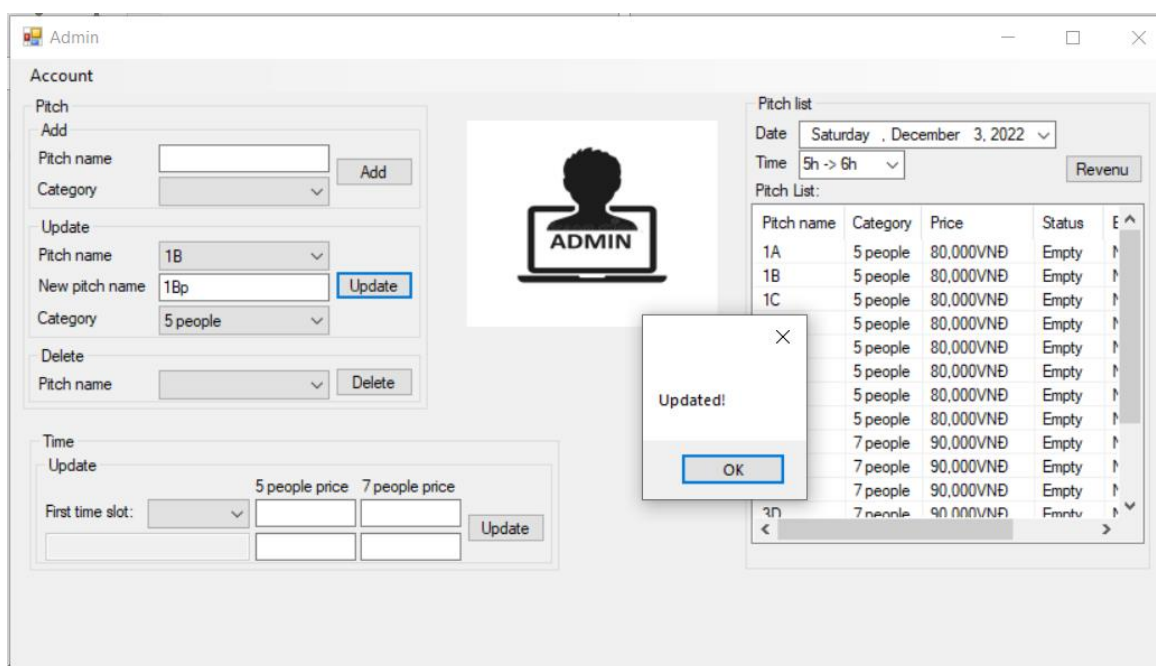 Admin
Account
Pitch
Add
Pitch name
Category
Add
Update
Pitch name 1B
New pitch name 1Bp Update
Category 5 people
Delete
Pitch name Delete
Time
Update
5 people price 7 people price
First time slot:
Update
ADMIN
Updated!
OK
Pitch list
Date Saturday , December 3, 2022
Time 5h -> 6h
Revenu
Pitch List:
Pitch name Category Price Status
1A 5 people 80,000VNĐ Empty
1B 5 people 80,000VNĐ Empty
1C 5 people 80,000VNĐ Empty
5 people 80,000VNĐ Empty
5 people 80,000VNĐ Empty
5 people 80,000VNĐ Empty
5 people 80,000VNĐ Empty
5 people 80,000VNĐ Empty
7 people 90,000VNĐ Empty
7 people 90,000VNĐ Empty
7 people 90,000VNĐ Empty
3D 7 people 90,000VNĐ Empty